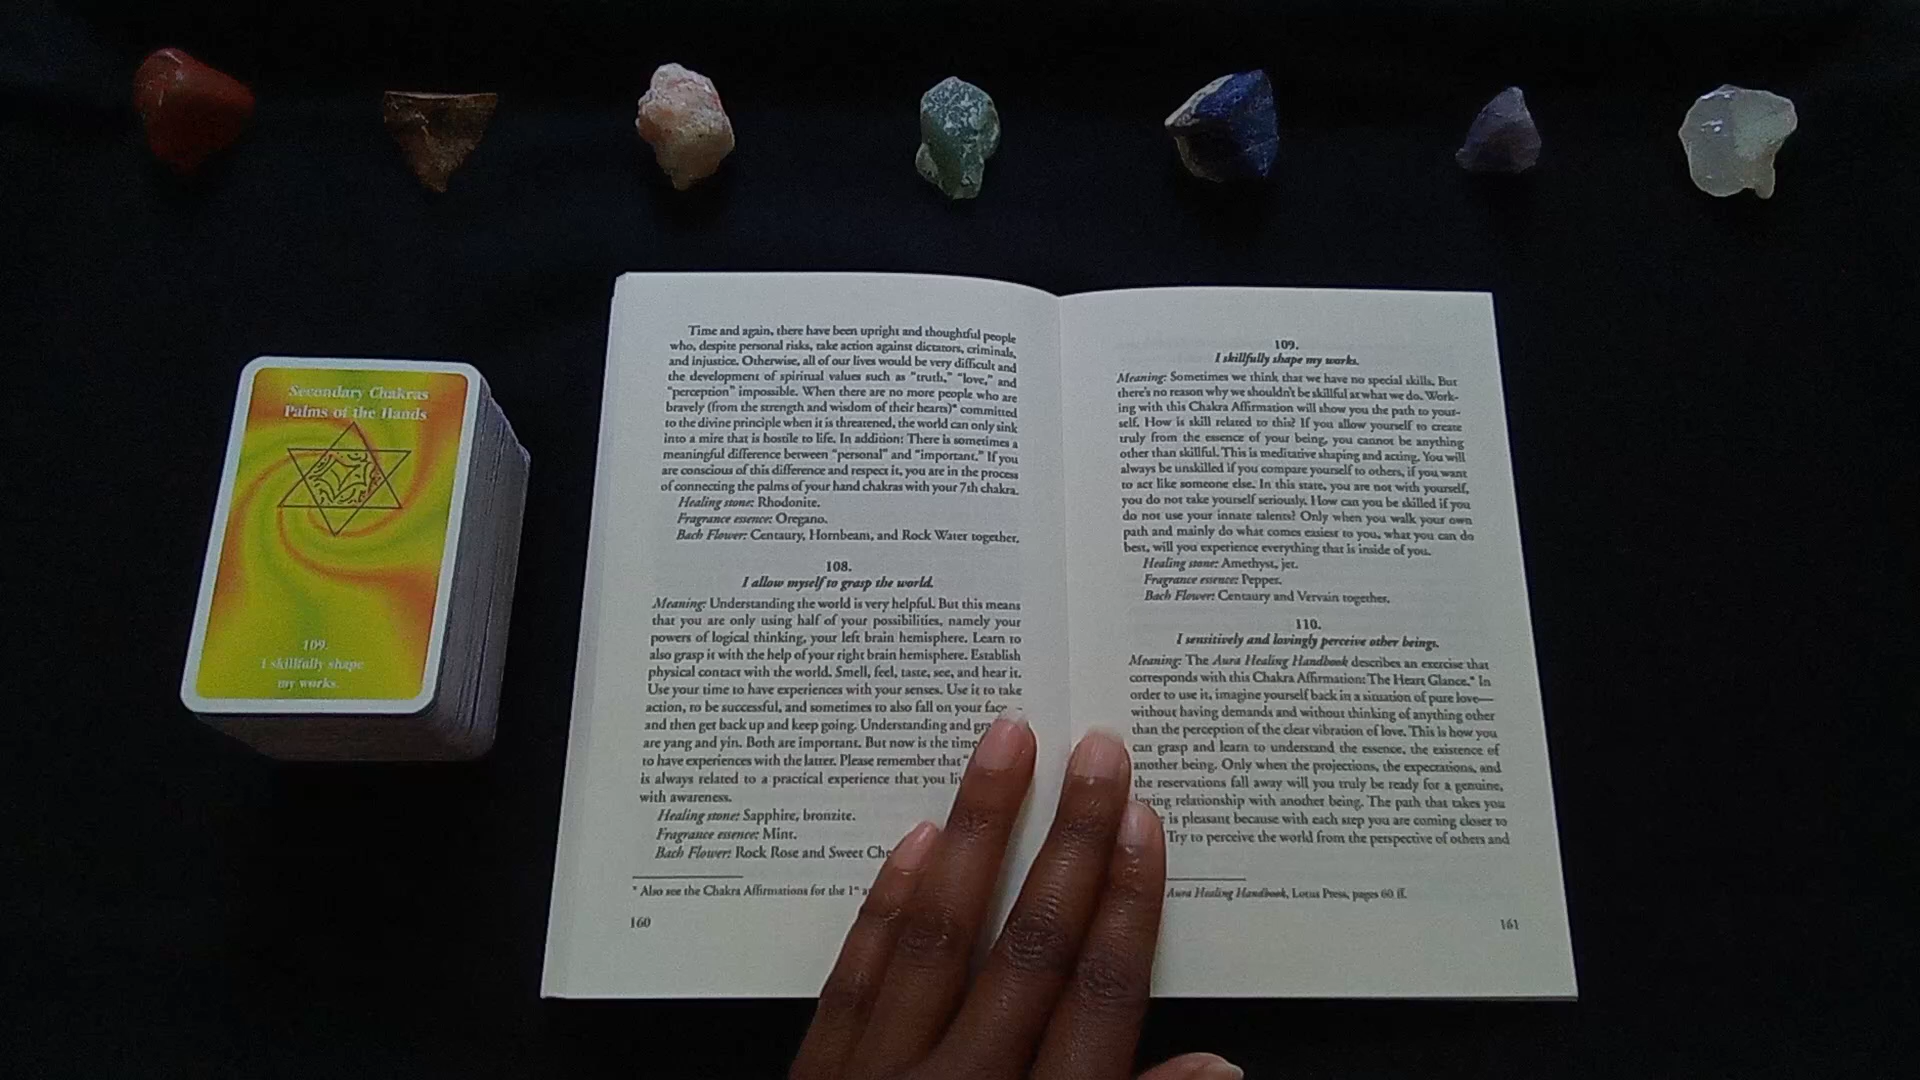 Secondary Chakras
Palms of the Hands
109.
I skillfully shape
my works.
Time and again, there have been upright and thoughtful people
who, despite personal risks, take action against dictators, criminals,
and injustice. Otherwise, all of our lives would be very difficult and
the development of spiritual values such as "truth," "love," and
"perception" impossible. When there are no more people who are
bravely (from the strength and wisdom of their hearts)* committed
to the divine principle when it is threatened, the world can only sink
into a mire that is hostile to life. In addition: There is sometimes a
meaningful difference between "personal" and "important." If you
are conscious of this difference and respect it, you are in the process
of connecting the palms of your hand chakras with your 7th chakra.
Healing stone: Rhodonite.
Fragrance essence: Oregano.
Bach Flower: Centaury, Hornbeam, and Rock Water together.
108.
I allow myself to grasp the world.
Meaning: Understanding the world is very helpful. But this means
that you are only using half of your possibilities, namely your
powers of logical thinking, your left brain hemisphere. Learn to
also grasp it with the help of your right brain hemisphere. Establish
physical contact with the world. Smell, feel, taste, see, and hear it.
Use your time to have experiences with your senses. Use it to take
action, to be successful, and sometimes to also fall on your face
and then get back up and keep going. Understanding and
are yang and yin. Both are important. But now is the time
to have experiences with the latter. Please remember that
is always related to a practical experience that you
with awareness.
Healing stone: Sapphire, bronzite.
Fragrance essence: Mint.
Bach Flower: Rock Rose and Sweet
* Also see the Chakra Affirmations for the 1st
160
109.
I skillfully shape my works.
Meaning: Sometimes we think that we have no special skills. But
there's no reason why we shouldn't be skillful at what we do. Work-
ing with this Chakra Affirmation will show you the path to your-
self. How is skill related to this? If you allow yourself to create
truly from the essence of your being, you cannot be anything
other than skillful. This is meditative shaping and acting. You will
always be unskilled if you compare yourself to others, if you want
to act like someone else. In this state, you are not with yourself,
you do not take yourself seriously. How can you be skilled if you
do not use your innate talents? Only when you walk your own
path and mainly do what comes easiest to you, what you can do
best, will you experience everything that is inside of you.
Healing stone: Amethyst, jet.
Fragrance essence: Pepper.
Bach Flower: Centaury and Vervain together.
110.
I sensitively and lovingly perceive other beings.
Meaning: The Aura Healing Handbook describes an exercise that
corresponds with this Chakra Affirmation: The Heart Glance.* In
order to use it, imagine yourself back in a situation of pure love—
without having demands and without thinking of anything other
than the perception of the clear vibration of love. This is how you
can grasp and learn to understand the essence, the existence of
another being. Only when the projections, the expectations, and
the reservations fall away will you truly be ready for a genuine,
loving relationship with another being. The path that takes you
is pleasant because with each step you are coming closer to
Try to perceive the world from the perspective of others and
Aura Healing Handbook, Lotus Press, pages 60 ff.
161